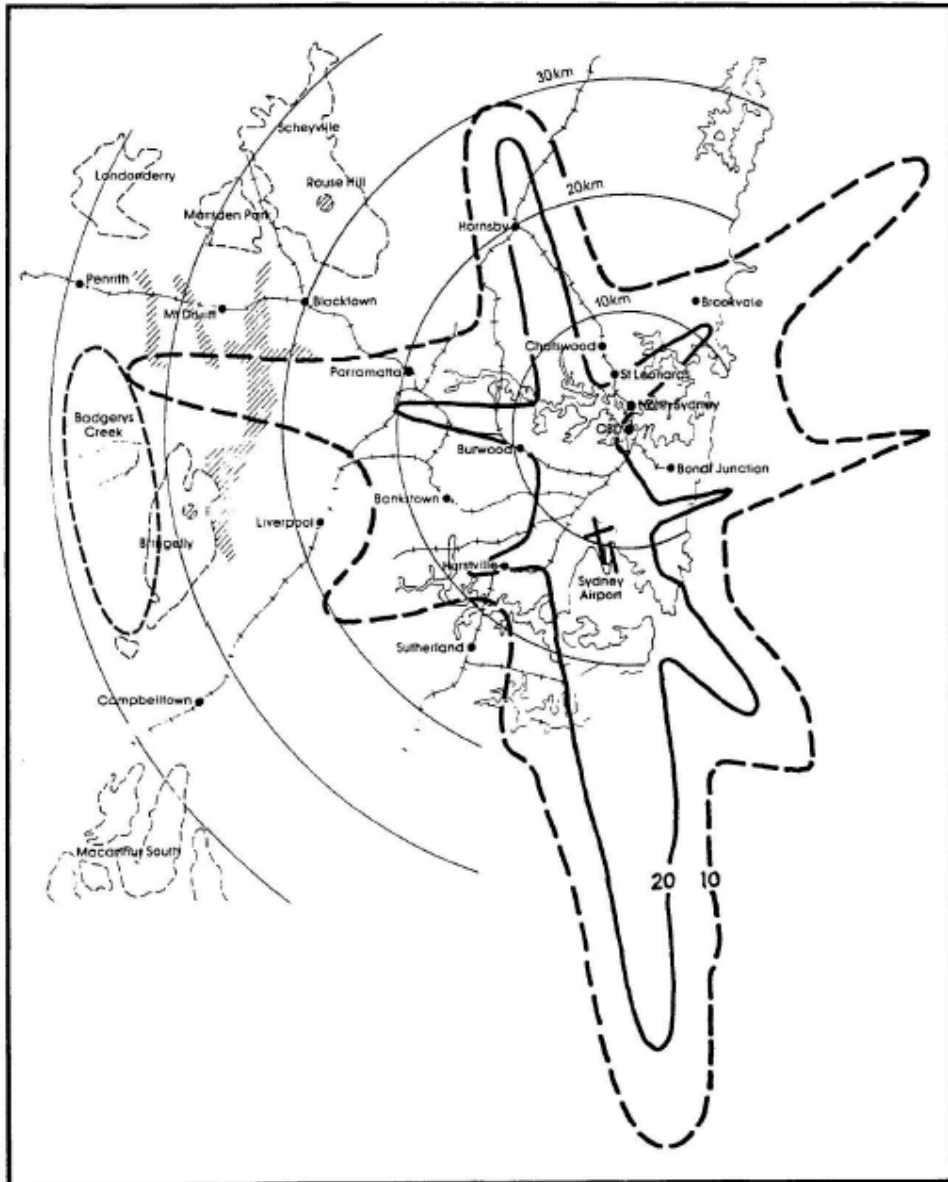 30km
Scheyville
Londonderry
Rouse Hill
Marsden Park
20km
Hornsby
Penrith
Blacktown
Brookvale
10km
Mt Druitt
Chatswood
Parramatta
St Leonards
North Sydney
Badgerys
Creek
CBD
Burwood
Bondi Junction
Bankstown
Liverpool
Bringelly
Hurstville
Sydney
Airport
Sutherland
Campbelltown
Macarthur South
20
10